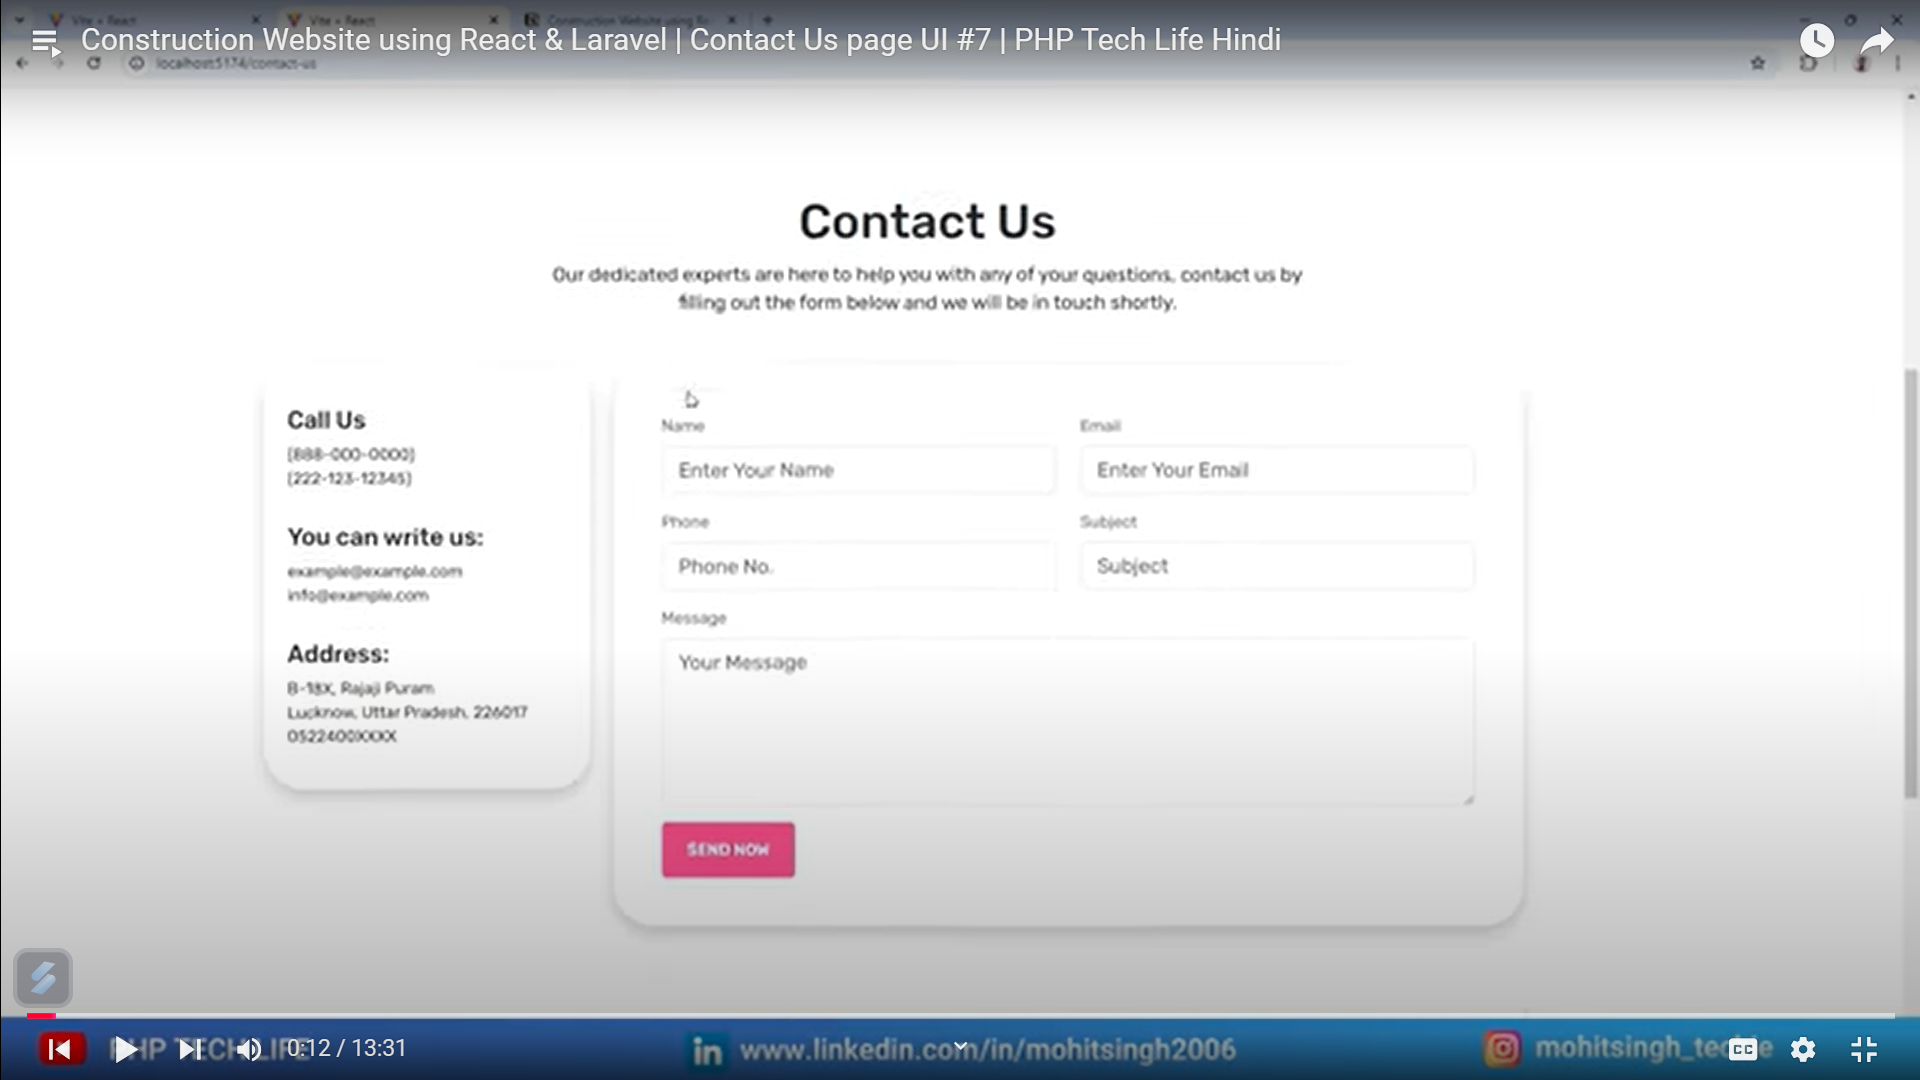 Vite + React
Vite + React
Construction Website using Re
Construction Website using React & Laravel | Contact Us page UI #7 | PHP Tech Life Hindi
localhost:5174/contact-us
Contact Us
Our dedicated experts are here to help you with any of your questions, contact us by
filling out the form below and we will be in touch shortly.
Call Us
(888-000-0000)
(222-123-12345)
You can write us:
example@example.com
info@example.com
Address:
B-18X, Rajaji Puram
Lucknow, Uttar Pradesh, 226017
0522400XXXX
Name
Enter Your Name
Email
Enter Your Email
Phone
Phone No.
Subject
Subject
Message
Your Message
SEND NOW
PHP TECH LIFE
0:12 / 13:31
in www.linkedin.com/in/mohitsingh2006
CC